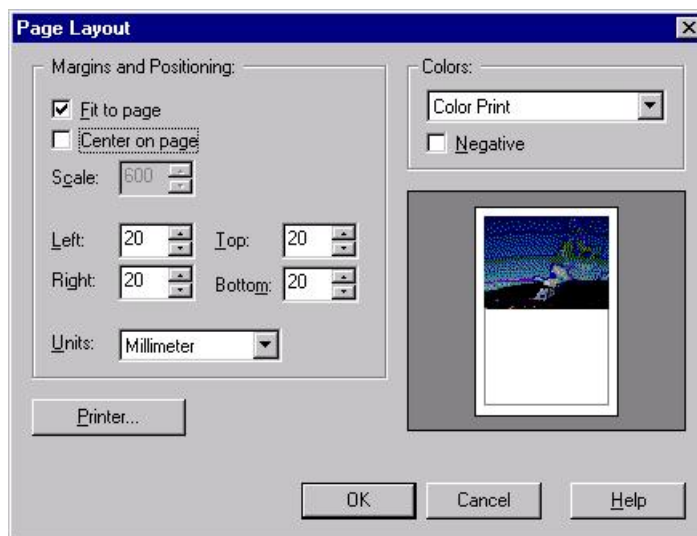 Page Layout
Margins and Positioning:
Fit to page
Center on page
Scale: 600
Left: 20 Top: 20
Right: 20 Bottom: 20
Units: Millimeter
Printer...
Colors:
Color Print
Negative
OK Cancel Help